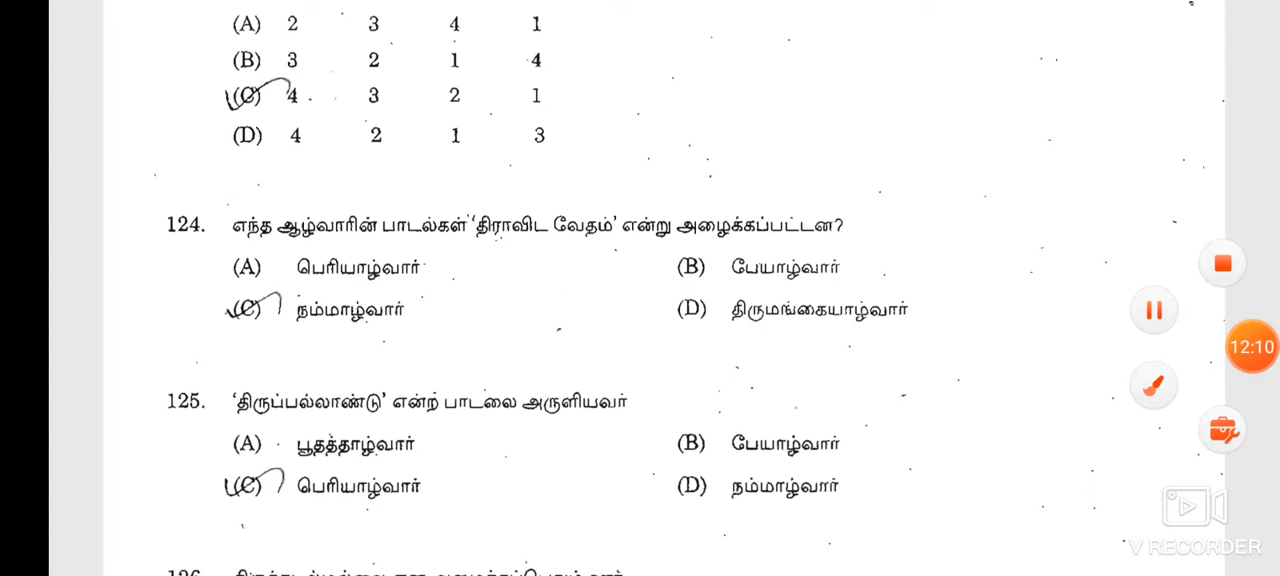 (A) 2 3 4 1
(B) 3 2 1 4
(C) 4 3 2 1
(D) 4 2 1 3
124. எந்த ஆழ்வாரின் பாடல்கள் 'திராவிட வேதம்' என்று அழைக்கப்பட்டன?
(A) பெரியாழ்வார் (B) பேயாழ்வார்
(C) நம்மாழ்வார் (D) திருமங்கையாழ்வார்
125. 'திருப்பல்லாண்டு' என்ற பாடலை அருளியவர்
(A) பூதத்தாழ்வார் (B) பேயாழ்வார்
(C) பெரியாழ்வார் (D) நம்மாழ்வார்
12:10
V RECORDER